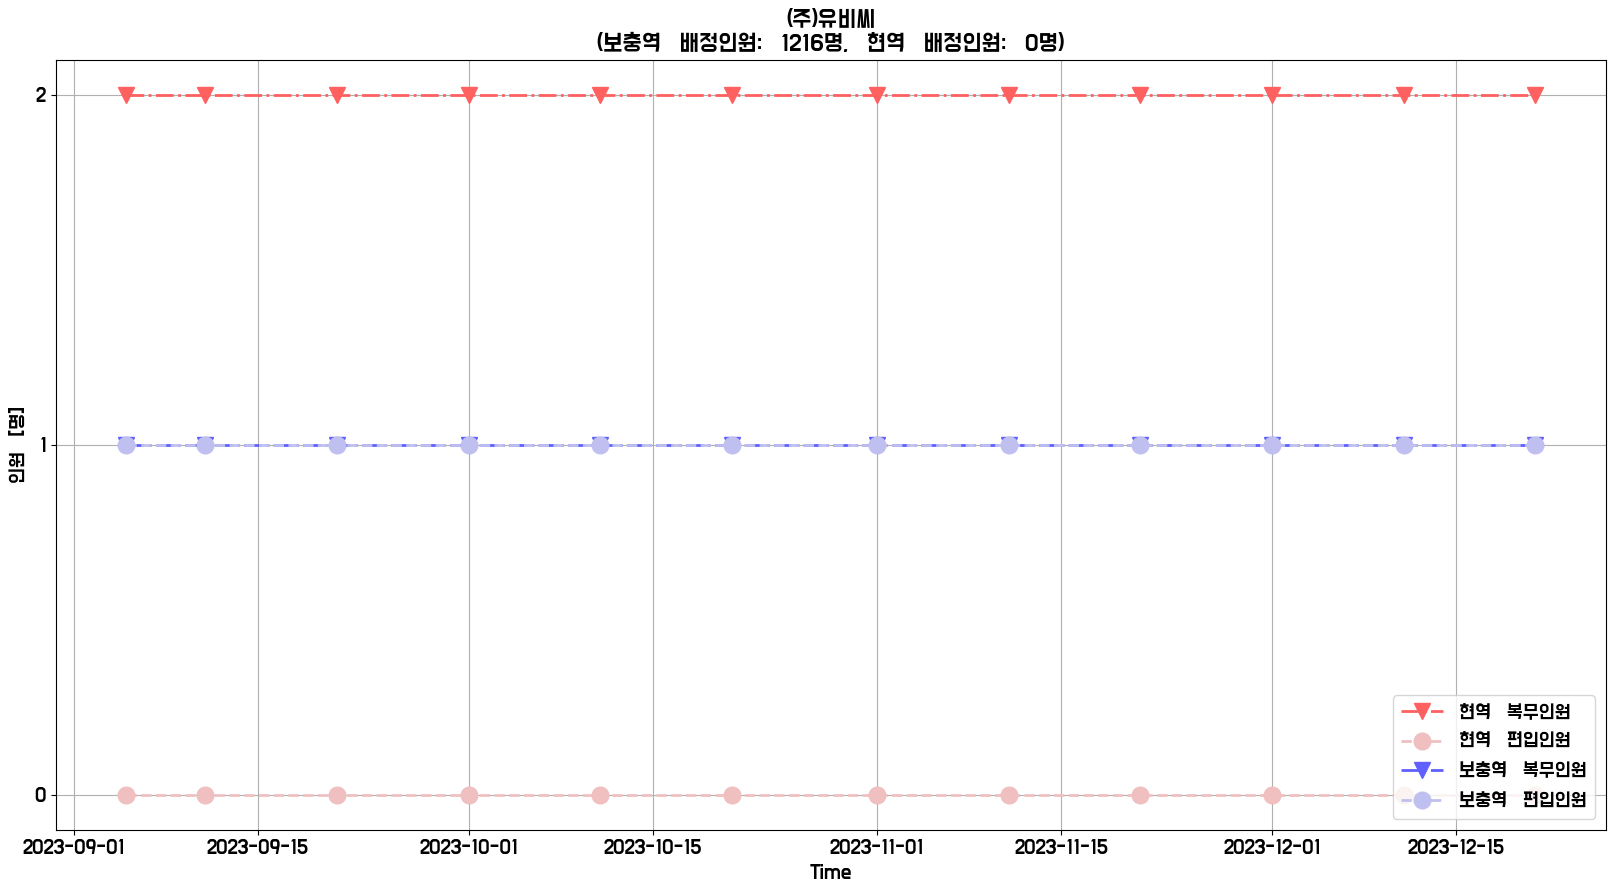 (주)유비씨
(보충역 배정인원: 1216명, 현역 배정인원: 0명)
인원 [명]
2
1
0
현역 복무인원
현역 편입인원
보충역 복무인원
보충역 편입인원
2023-09-01 2023-09-15 2023-10-01 2023-10-15 2023-11-01 2023-11-15 2023-12-01 2023-12-15
Time